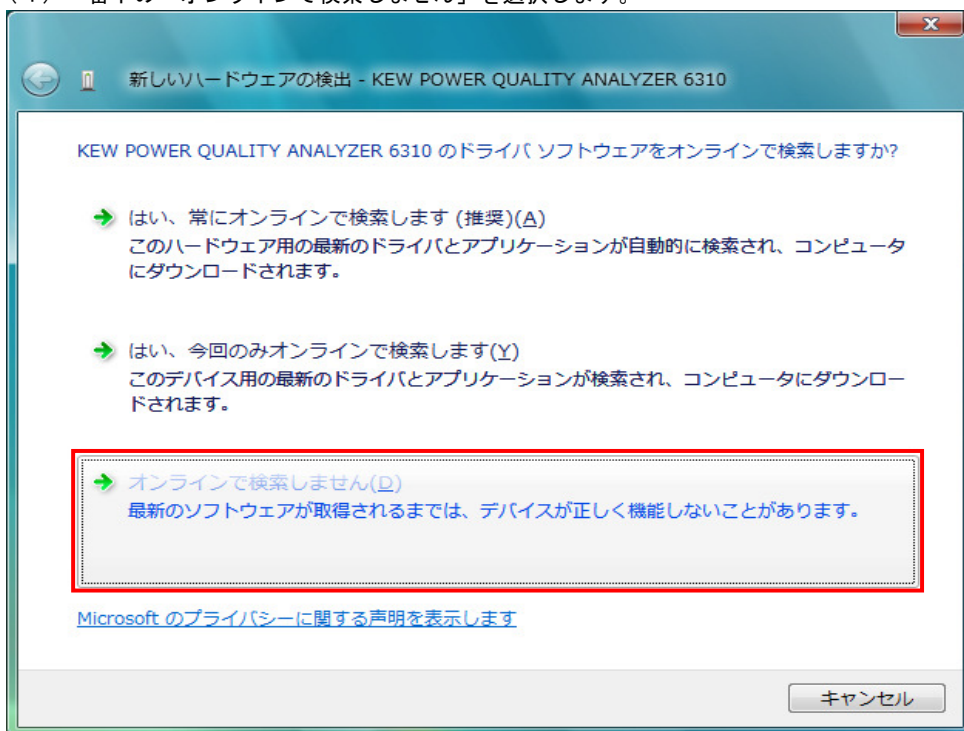 新しいハードウェアの検出 - KEW POWER QUALITY ANALYZER 6310
KEW POWER QUALITY ANALYZER 6310 のドライバ ソフトウェアをオンラインで検索しますか?
はい、常にオンラインで検索します (推奨)(A)
このハードウェア用の最新のドライバとアプリケーションが自動的に検索され、コンピュータ
にダウンロードされます。
はい、今回のみオンラインで検索します(Y)
このデバイス用の最新のドライバとアプリケーションが検索され、コンピュータにダウンロー
ドされます。
オンラインで検索しません(D)
最新のソフトウェアが取得されるまでは、デバイスが正しく機能しないことがあります。
Microsoft のプライバシーに関する声明を表示します
キャンセル